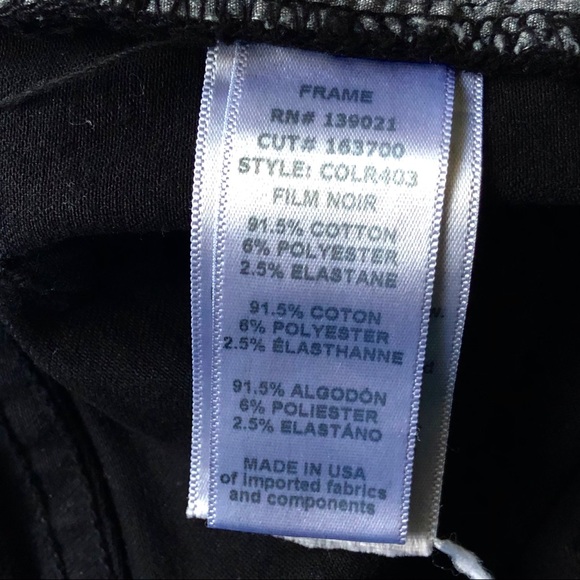 FRAME
RN# 139021
CUT# 163700
STYLE: COLR403
FILM NOIR
91.5% COTTON
6% POLYESTER
2.5% ELASTANE
91.5% COTON
6% POLYESTER
2.5% ÉLASTHANNE
91.5% ALGODÓN
6% POLIESTER
2.5% ELASTÁNO
MADE IN USA
of imported fabrics
and components